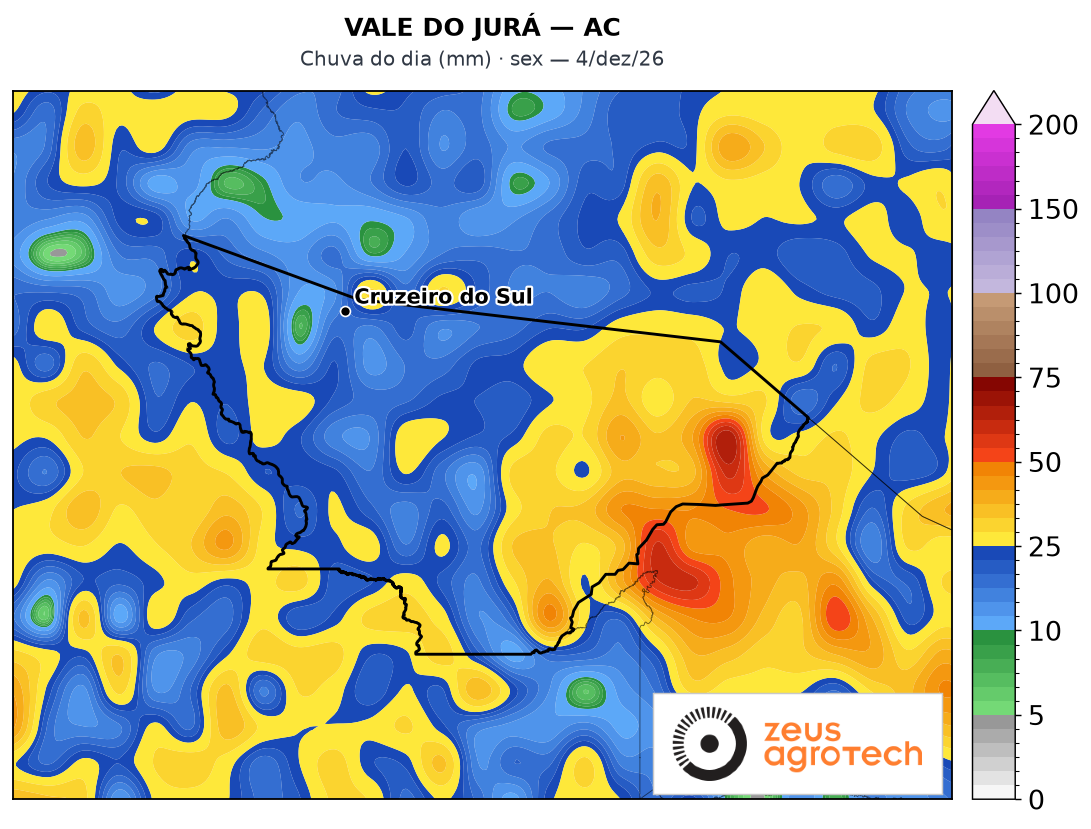 VALE DO JURÁ — AC
Chuva do dia (mm) · sex — 4/dez/26
Cruzeiro do Sul
200
150
100
75
50
25
10
5
0
zeus
agrotech